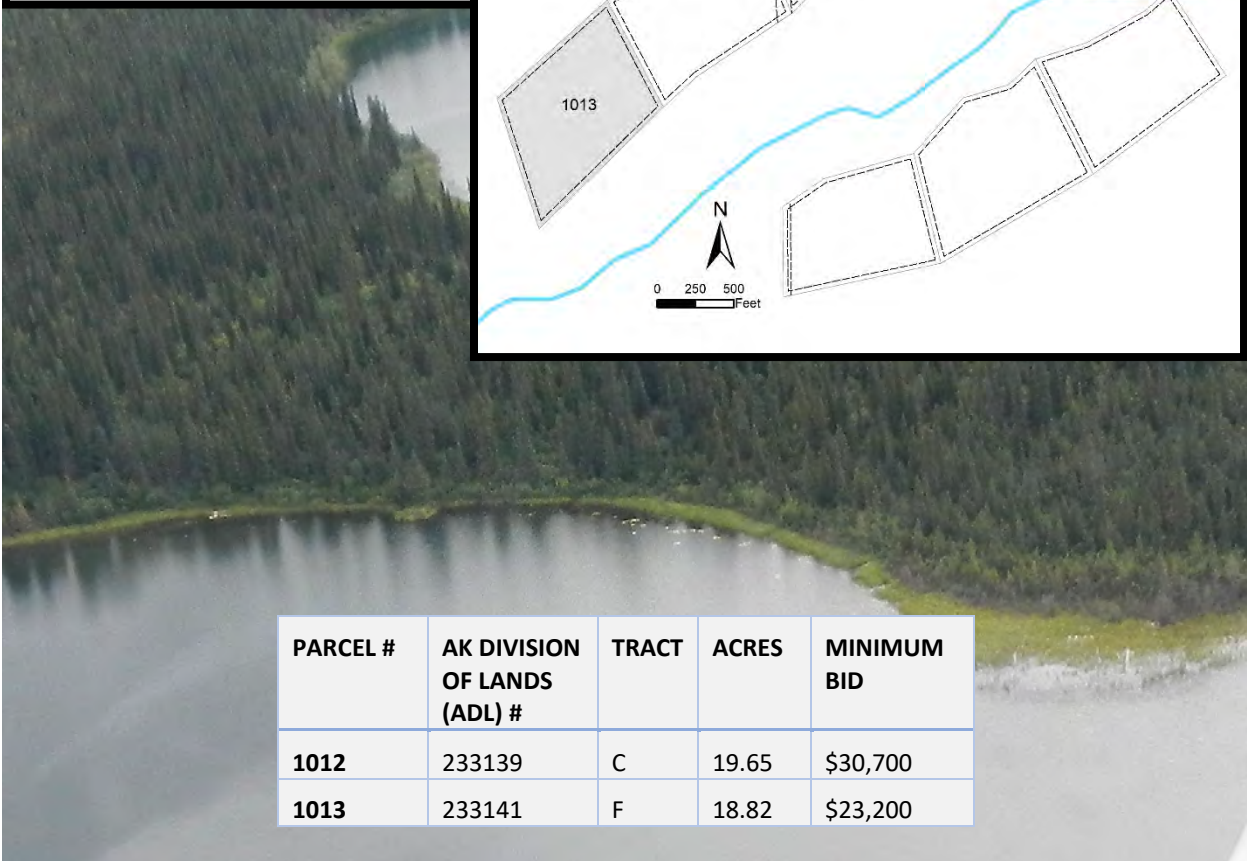 1013
N
0 250 500
Feet
PARCEL # AK DIVISION OF LANDS (ADL) # TRACT ACRES MINIMUM BID
1012 233139 C 19.65 $30,700
1013 233141 F 18.82 $23,200